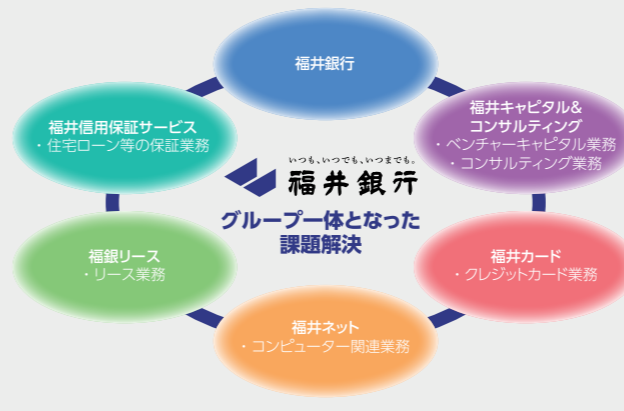 福井銀行
福井信用保証サービス
・住宅ローン等の保証業務
福井キャピタル&
コンサルティング
・ベンチャーキャピタル業務
・コンサルティング業務
いつも、いつでも、いつまでも。
福井銀行
グループ一体となった
課題解決
福銀リース
・リース業務
福井カード
・クレジットカード業務
福井ネット
・コンピューター関連業務